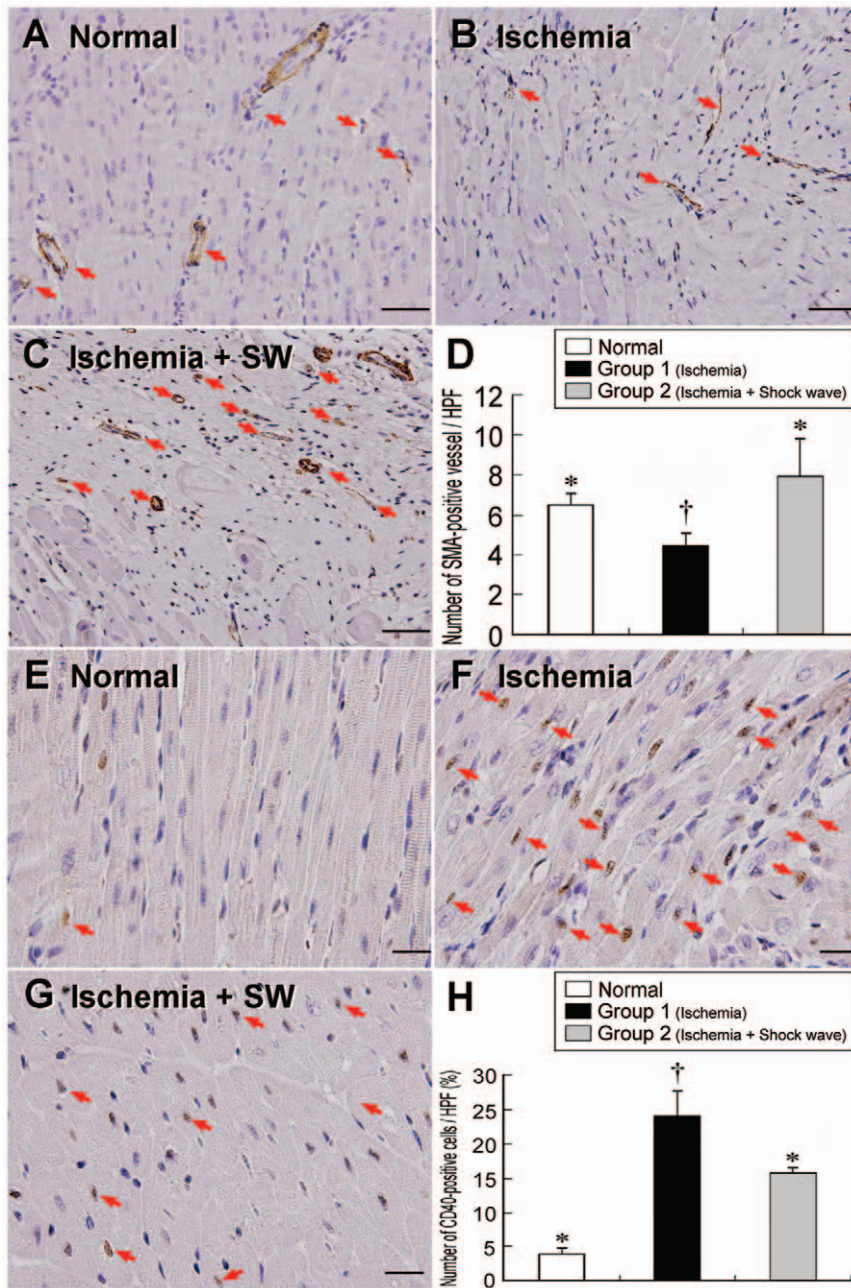 A Normal
B Ischemia
C Ischemia + SW
D
Normal
Group 1 (Ischemia)
Group 2 (Ischemia + Shock wave)
Number of SMA-positive vessel / HPF
12
10
8
6
4
2
0
*
†
*
E Normal
F Ischemia
G Ischemia + SW
H
Normal
Group 1 (Ischemia)
Group 2 (Ischemia + Shock wave)
Number of CD40-positive cells / HPF (%)
30
25
20
15
10
5
0
*
†
*